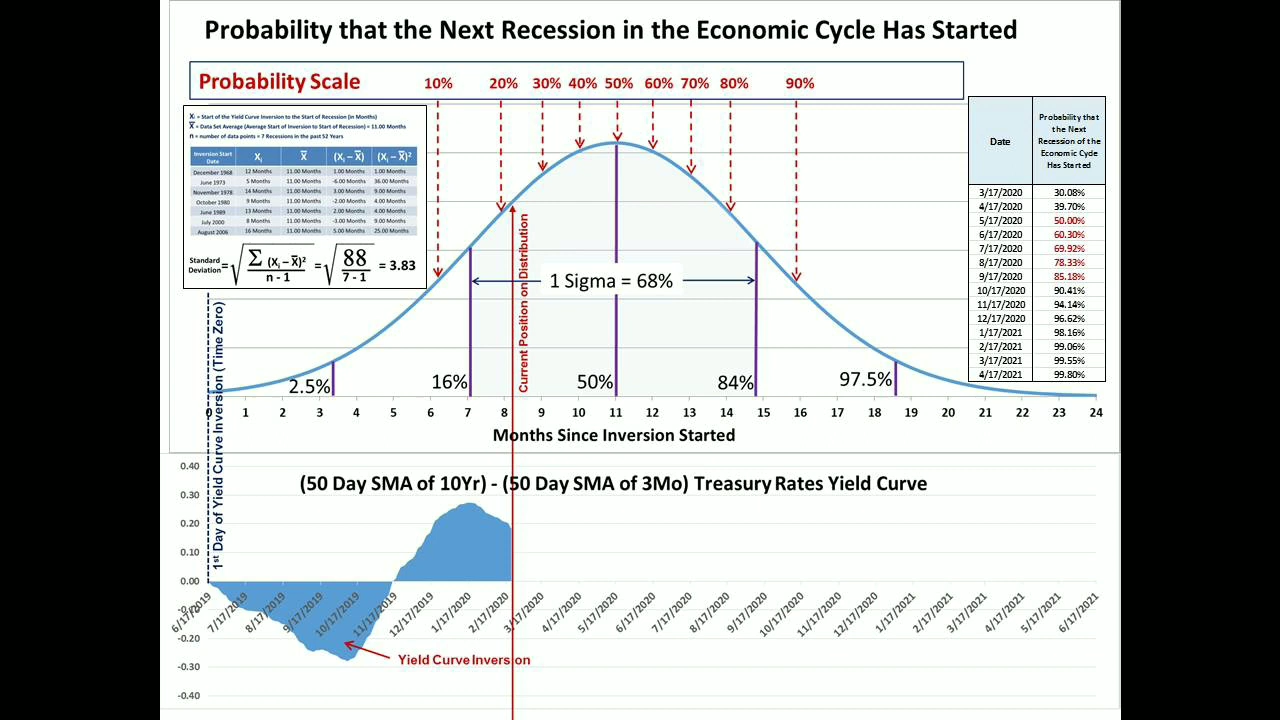 Probability that the Next Recession in the Economic Cycle Has Started
Probability Scale 10% 20% 30% 40% 50% 60% 70% 80% 90%
Xi = Start of the Yield Curve Inversion to the Start of Recession (in Months)
X̅ = Data Set Average (Average Start of Inversion to Start of Recession) = 11.00 Months
n = number of data points = 7 Recessions in the past 52 Years
Inversion Start Date Xi X̅ (Xi – X̅) (Xi – X̅)²
December 1968 12 Months 11.00 Months 1.00 Months 1.00 Months
June 1973 5 Months 11.00 Months -6.00 Months 36.00 Months
November 1978 14 Months 11.00 Months 3.00 Months 9.00 Months
October 1980 9 Months 11.00 Months -2.00 Months 4.00 Months
June 1989 13 Months 11.00 Months 2.00 Months 4.00 Months
July 2000 8 Months 11.00 Months -3.00 Months 9.00 Months
August 2006 16 Months 11.00 Months 5.00 Months 25.00 Months
Standard Deviation = √ Σ (Xi – X̅)² / n - 1 = √ 88 / 7 - 1 = 3.83
Date
Probability that
the Next
Recession of the
Economic Cycle
Has Started
3/17/2020 30.08%
4/17/2020 39.70%
5/17/2020 50.00%
6/17/2020 60.30%
7/17/2020 69.92%
8/17/2020 78.33%
9/17/2020 85.18%
10/17/2020 90.41%
11/17/2020 94.14%
12/17/2020 96.62%
1/17/2021 98.16%
2/17/2021 99.06%
3/17/2021 99.55%
4/17/2021 99.80%
1 Sigma = 68%
Current Position on Distribution
1st Day of Yield Curve Inversion (Time Zero)
2.5% 16% 50% 84% 97.5%
0 1 2 3 4 5 6 7 8 9 10 11 12 13 14 15 16 17 18 19 20 21 22 23 24
Months Since Inversion Started
(50 Day SMA of 10Yr) - (50 Day SMA of 3Mo) Treasury Rates Yield Curve
0.40
0.30
0.20
0.10
0.00
-0.20
-0.30
-0.40
6/17/2019 7/17/2019 8/17/2019 9/17/2019 10/17/2019 11/17/2019 12/17/2019 1/17/2020 2/17/2020 3/17/2020 4/17/2020 5/17/2020 6/17/2020 7/17/2020 8/17/2020 9/17/2020 10/17/2020 11/17/2020 12/17/2020 1/17/2021 2/17/2021 3/17/2021 4/17/2021 5/17/2021 6/17/2021
Yield Curve Inversion